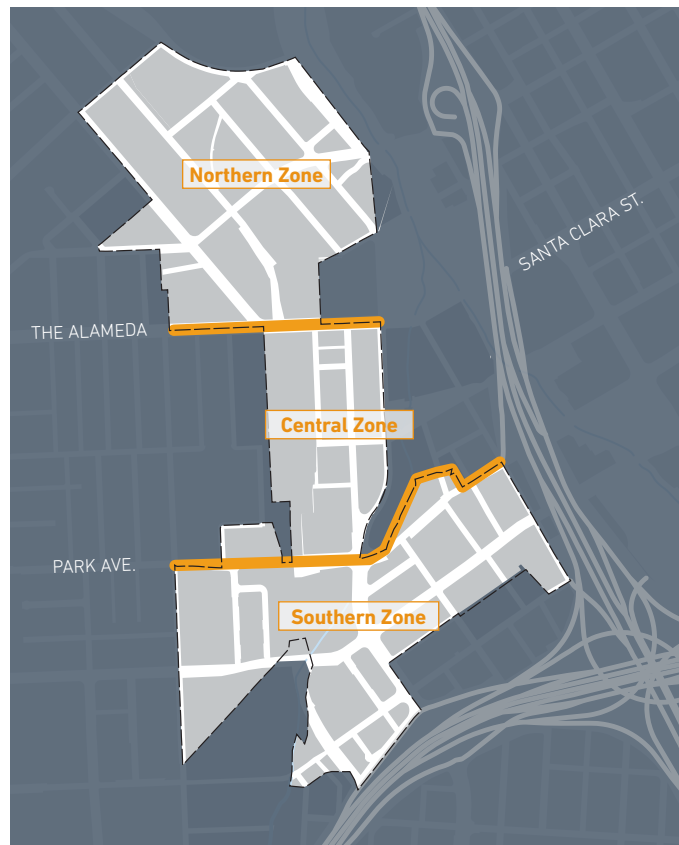 Northern Zone
SANTA CLARA ST.
THE ALAMEDA
Central Zone
PARK AVE.
Southern Zone